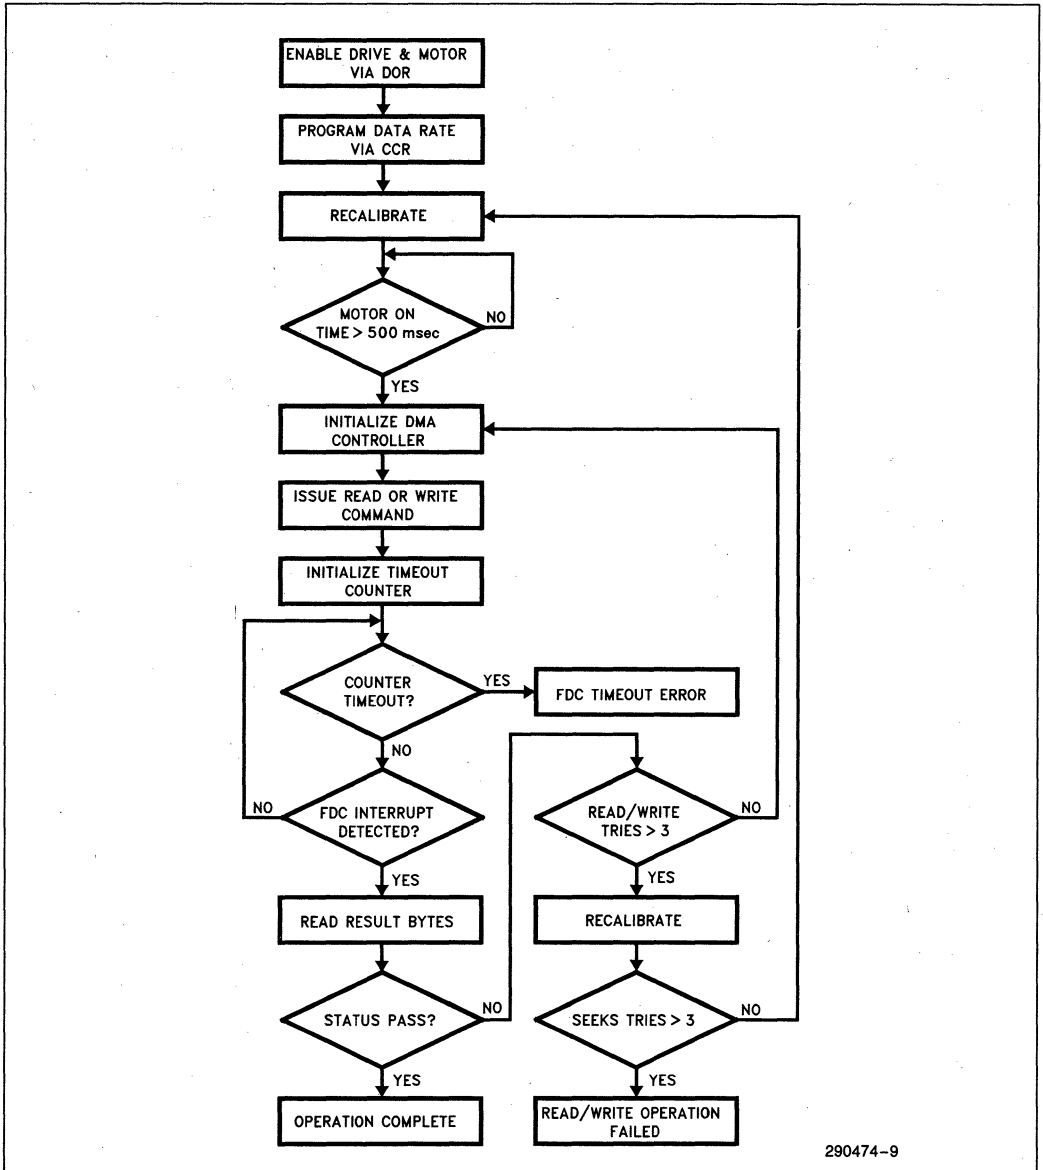 ENABLE DRIVE & MOTOR
VIA DOR
PROGRAM DATA RATE
VIA CCR
RECALIBRATE
MOTOR ON
TIME > 500 msec
NO
YES
INITIALIZE DMA
CONTROLLER
ISSUE READ OR WRITE
COMMAND
INITIALIZE TIMEOUT
COUNTER
COUNTER
TIMEOUT?
YES
FDC TIMEOUT ERROR
NO
FDC INTERRUPT
DETECTED?
NO
YES
READ/WRITE
TRIES > 3
NO
YES
READ RESULT BYTES
RECALIBRATE
STATUS PASS?
NO
YES
SEEKS TRIES > 3
NO
YES
OPERATION COMPLETE
READ/WRITE OPERATION
FAILED
290474-9